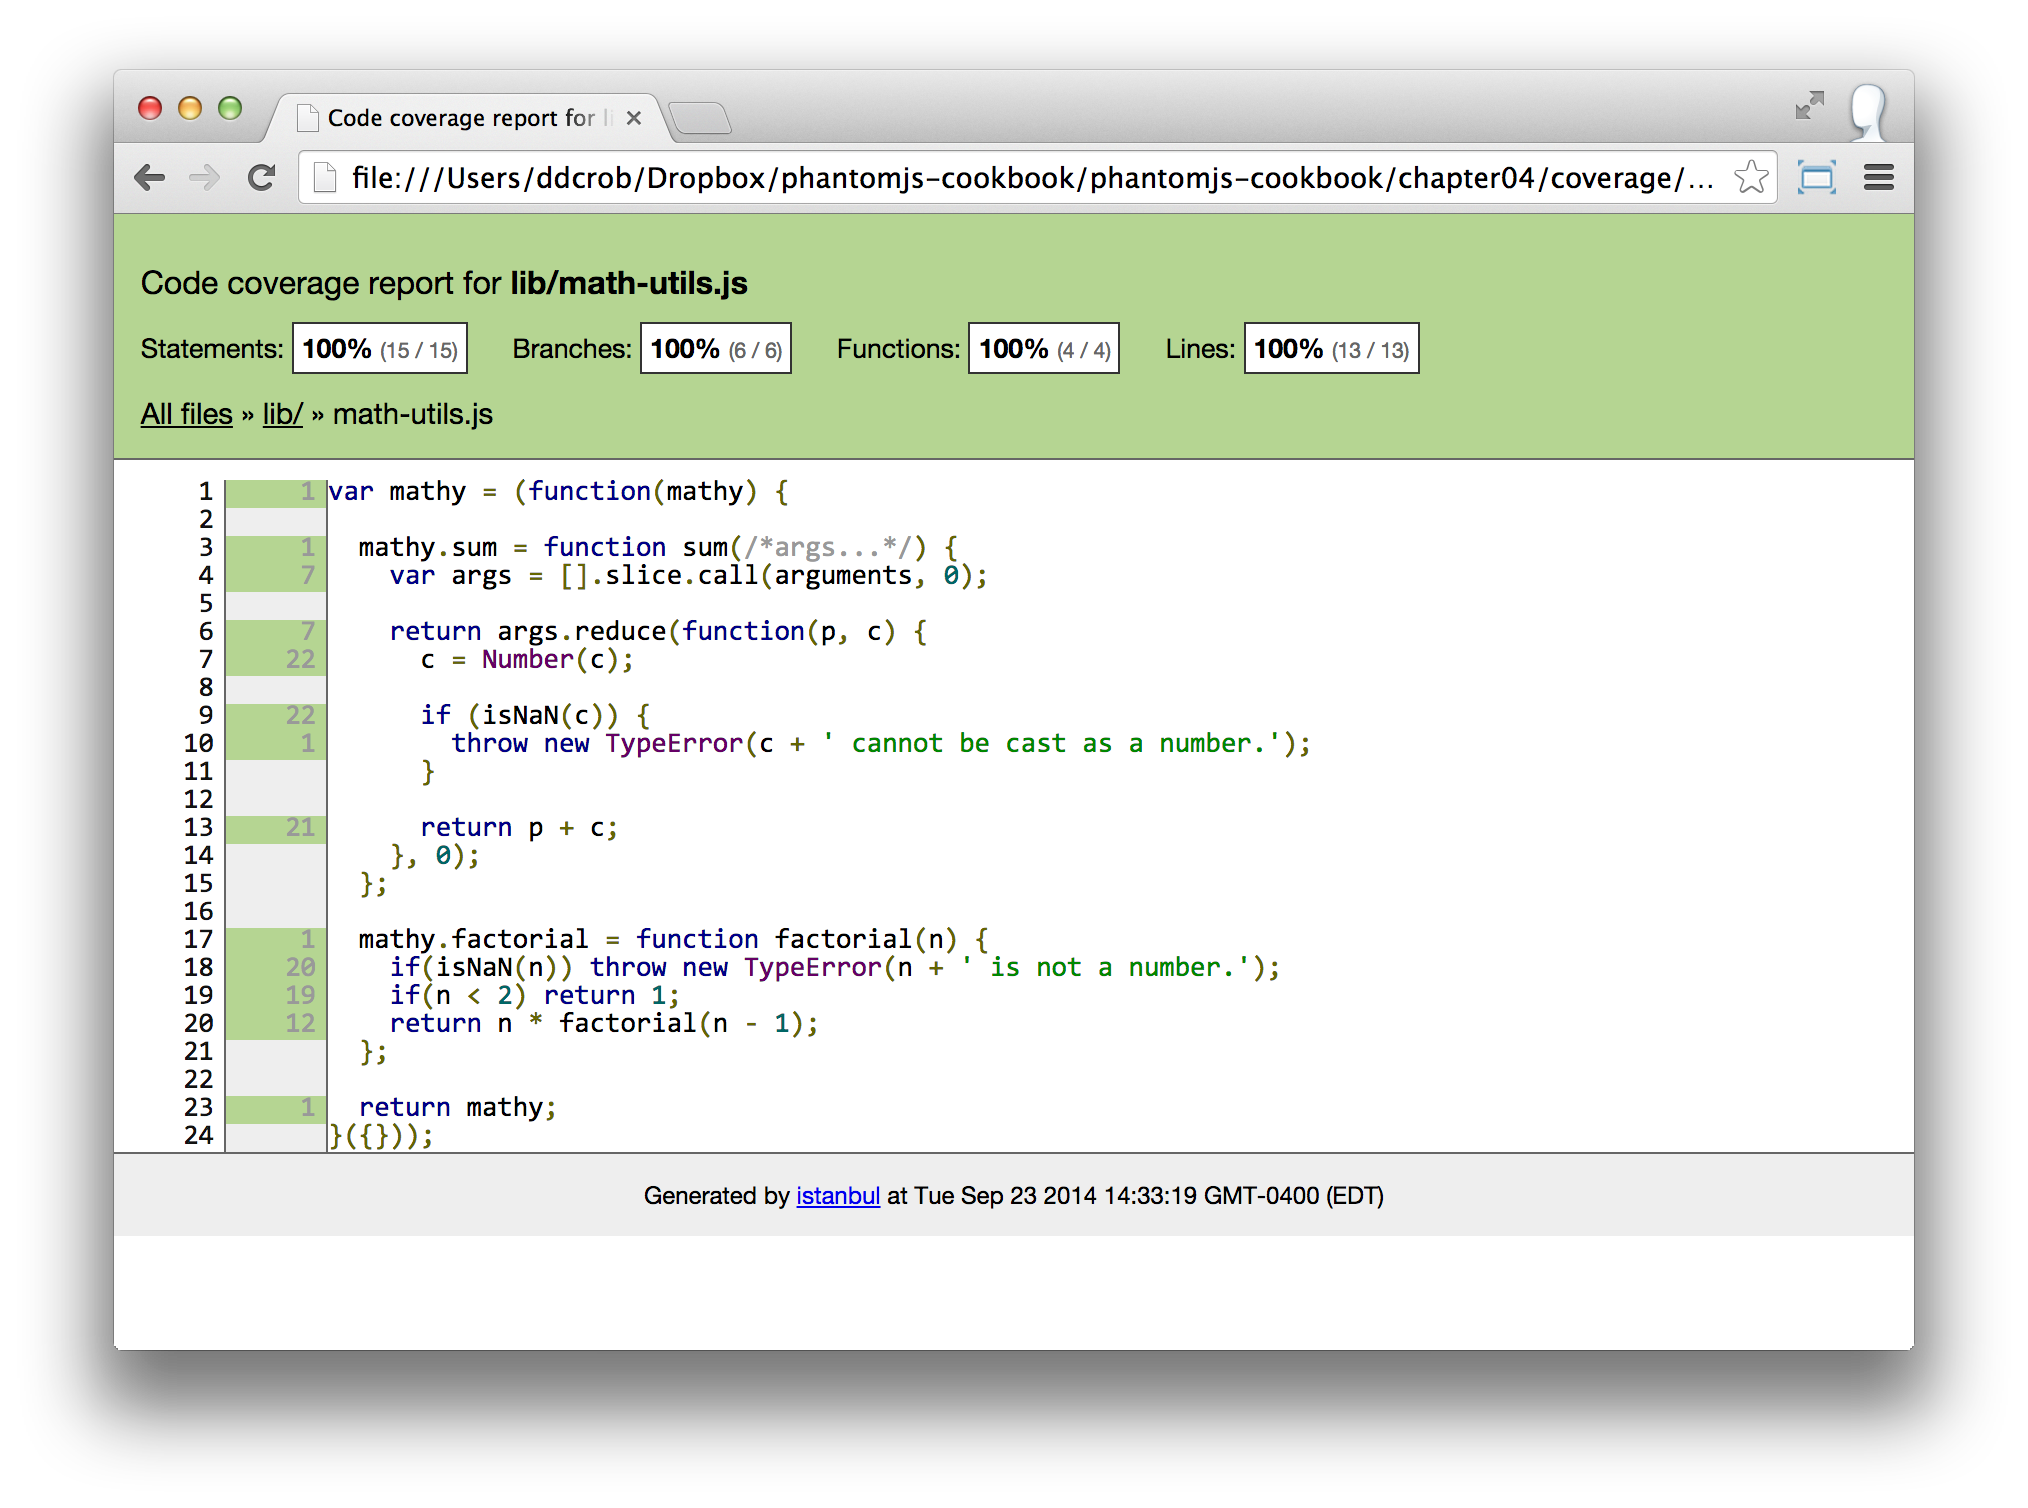 Code coverage report for li
file:///Users/ddcrob/Dropbox/phantomjs-cookbook/phantomjs-cookbook/chapter04/coverage/...
Code coverage report for lib/math-utils.js
Statements: 100% (15 / 15) Branches: 100% (6 / 6) Functions: 100% (4 / 4) Lines: 100% (13 / 13)
All files » lib/ » math-utils.js
1 1 var mathy = (function(mathy) {
2
3 1 mathy.sum = function sum(/*args...*/) {
4 7 var args = [].slice.call(arguments, 0);
5
6 7 return args.reduce(function(p, c) {
7 22 c = Number(c);
8
9 22 if (isNaN(c)) {
10 1 throw new TypeError(c + ' cannot be cast as a number.');
11 }
12
13 21 return p + c;
14 }, 0);
15 };
16
17 1 mathy.factorial = function factorial(n) {
18 20 if(isNaN(n)) throw new TypeError(n + ' is not a number.');
19 19 if(n < 2) return 1;
20 12 return n * factorial(n - 1);
21 };
22
23 1 return mathy;
24 }({}));
Generated by istanbul at Tue Sep 23 2014 14:33:19 GMT-0400 (EDT)